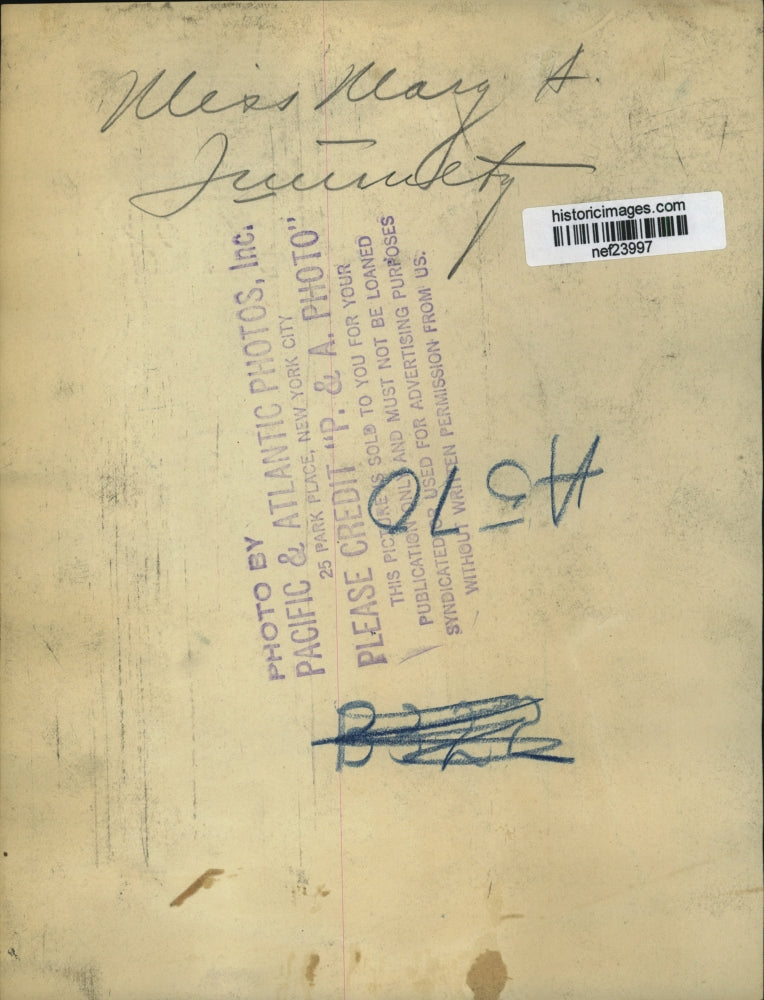 Miss Mary A.
historicimages.com
nef23997
PHOTO BY
PACIFIC & ATLANTIC PHOTOS, Inc.
25 PARK PLACE, NEW YORK CITY
PLEASE CREDIT "P. & A. PHOTO"
THIS PICTURE IS SOLD TO YOU FOR YOUR
PUBLICATION ONLY AND MUST NOT BE LOANED
SYNDICATED OR USED FOR ADVERTISING PURPOSES
WITHOUT WRITTEN PERMISSION FROM US.